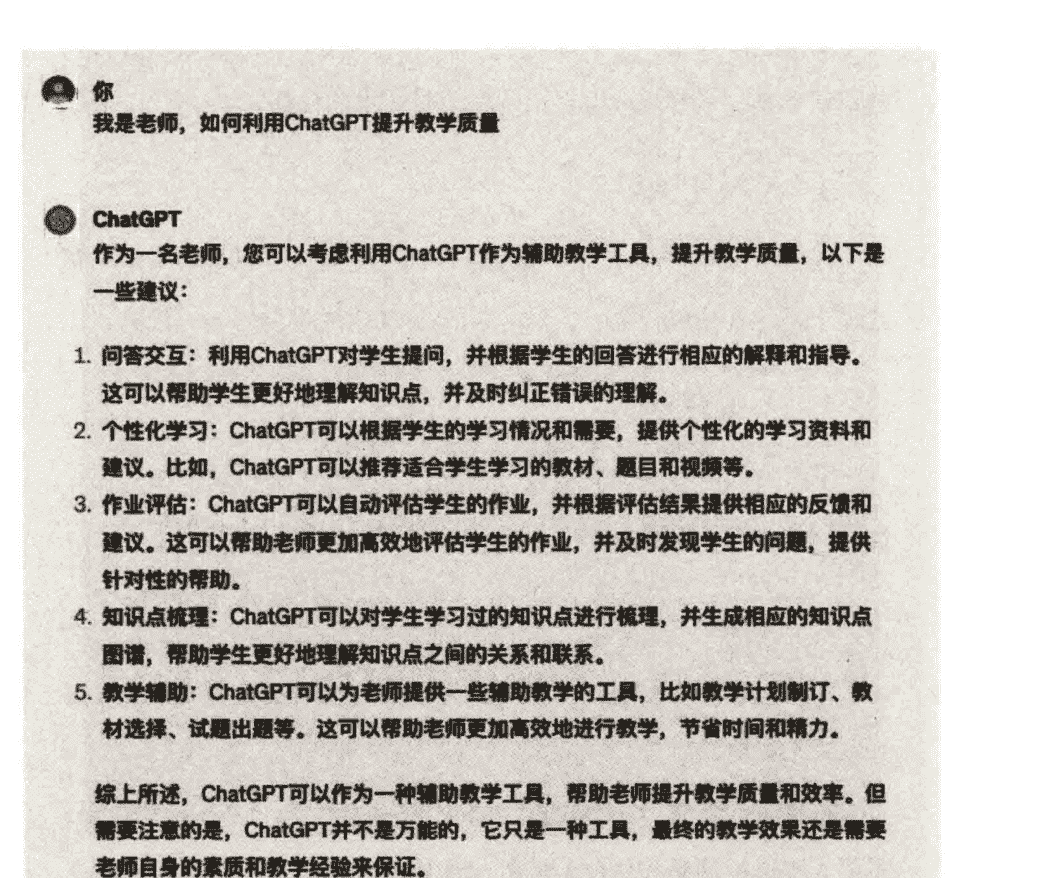 你
我是老师，如何利用ChatGPT提升教学质量
ChatGPT
作为一名老师，您可以考虑利用ChatGPT作为辅助教学工具，提升教学质量，以下是
一些建议：
1. 问答交互：利用ChatGPT对学生提问，并根据学生的回答进行相应的解释和指导。
这可以帮助学生更好地理解知识点，并及时纠正错误的理解。
2. 个性化学习：ChatGPT可以根据学生的学习情况和需要，提供个性化的学习资料和
建议。比如，ChatGPT可以推荐适合学生学习的教材、题目和视频等。
3. 作业评估：ChatGPT可以自动评估学生的作业，并根据评估结果提供相应的反馈和
建议。这可以帮助老师更加高效地评估学生的作业，并及时发现学生的问题，提供
针对性的帮助。
4. 知识点梳理：ChatGPT可以对学生学习过的知识点进行梳理，并生成相应的知识点
图谱，帮助学生更好地理解知识点之间的关系和联系。
5. 教学辅助：ChatGPT可以为老师提供一些辅助教学的工具，比如教学计划制订、教
材选择、试题出题等。这可以帮助老师更加高效地进行教学，节省时间和精力。
综上所述，ChatGPT可以作为一种辅助教学工具，帮助老师提升教学质量和效率。但
需要注意的是，ChatGPT并不是万能的，它只是一种工具，最终的教学效果还是需要
老师自身的素质和教学经验来保证。